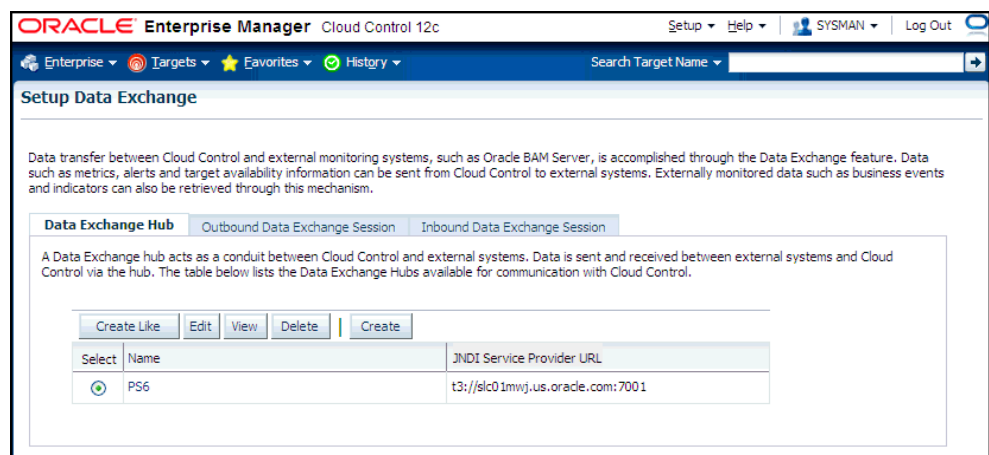 ORACLE Enterprise Manager Cloud Control 12c
Setup Help SYSMAN Log Out
Enterprise Targets Favorites History Search Target Name
Setup Data Exchange
Data transfer between Cloud Control and external monitoring systems, such as Oracle BAM Server, is accomplished through the Data Exchange feature. Data
such as metrics, alerts and target availability information can be sent from Cloud Control to external systems. Externally monitored data such as business events
and indicators can also be retrieved through this mechanism.
Data Exchange Hub Outbound Data Exchange Session Inbound Data Exchange Session
A Data Exchange hub acts as a conduit between Cloud Control and external systems. Data is sent and received between external systems and Cloud
Control via the hub. The table below lists the Data Exchange Hubs available for communication with Cloud Control.
Create Like Edit View Delete Create
Select Name JNDI Service Provider URL
PS6 t3://slc01mwj.us.oracle.com:7001